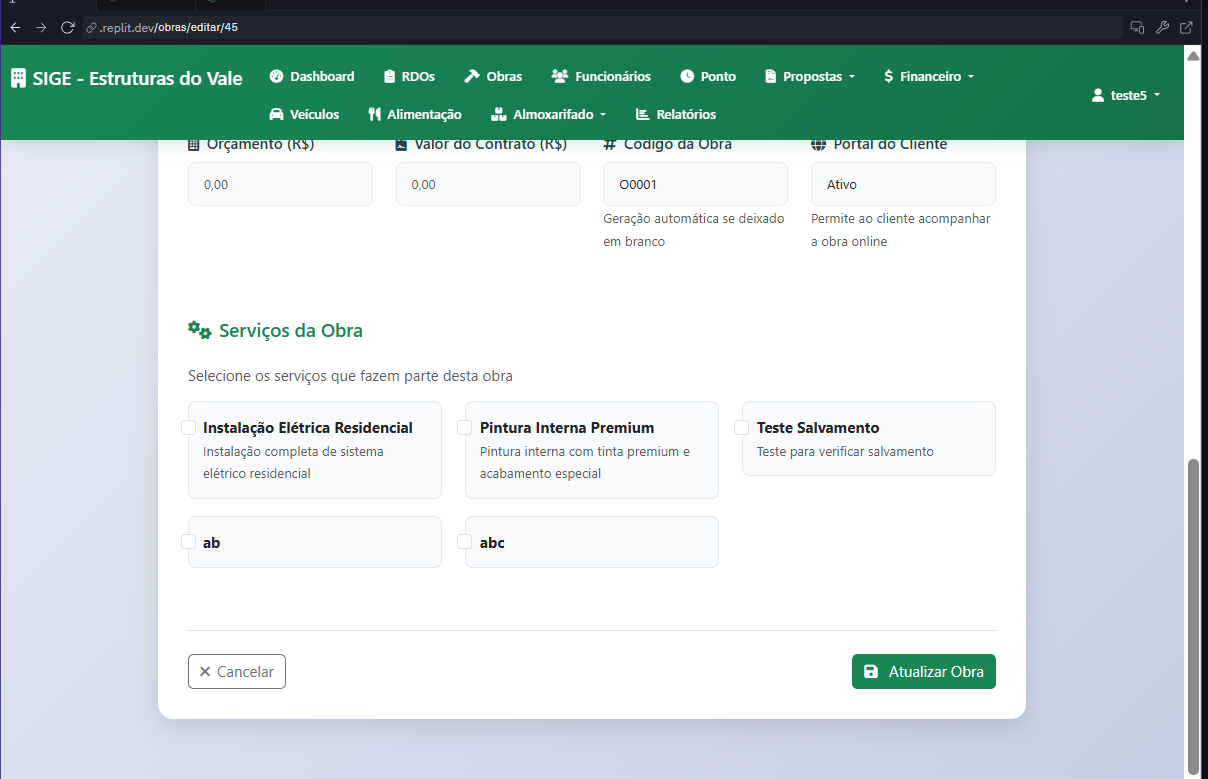 .replit.dev/obras/editar/45
SIGE - Estruturas do Vale
Dashboard RDOs Obras Funcionários Ponto Propostas Financeiro
teste5
Veículos Alimentação Almoxarifado Relatórios
Orçamento (R$) Valor do Contrato (R$) Código da Obra Portal do Cliente
0,00 0,00 O0001 Ativo
Geração automática se deixado
em branco
Permite ao cliente acompanhar
a obra online
Serviços da Obra
Selecione os serviços que fazem parte desta obra
Instalação Elétrica Residencial
Instalação completa de sistema
elétrico residencial
Pintura Interna Premium
Pintura interna com tinta premium e
acabamento especial
Teste Salvamento
Teste para verificar salvamento
ab
abc
Cancelar
Atualizar Obra